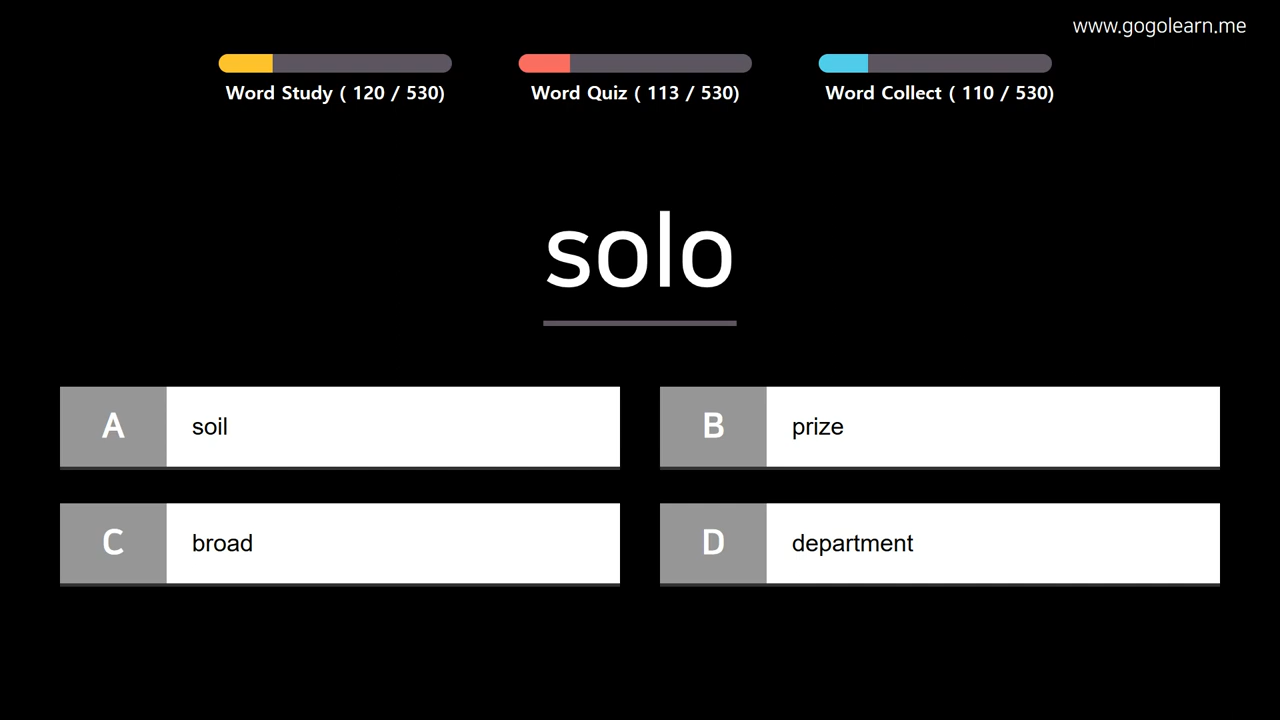 www.gogolearn.me
Word Study ( 120 / 530)
Word Quiz ( 113 / 530)
Word Collect ( 110 / 530)
solo
A soil
B prize
C broad
D department